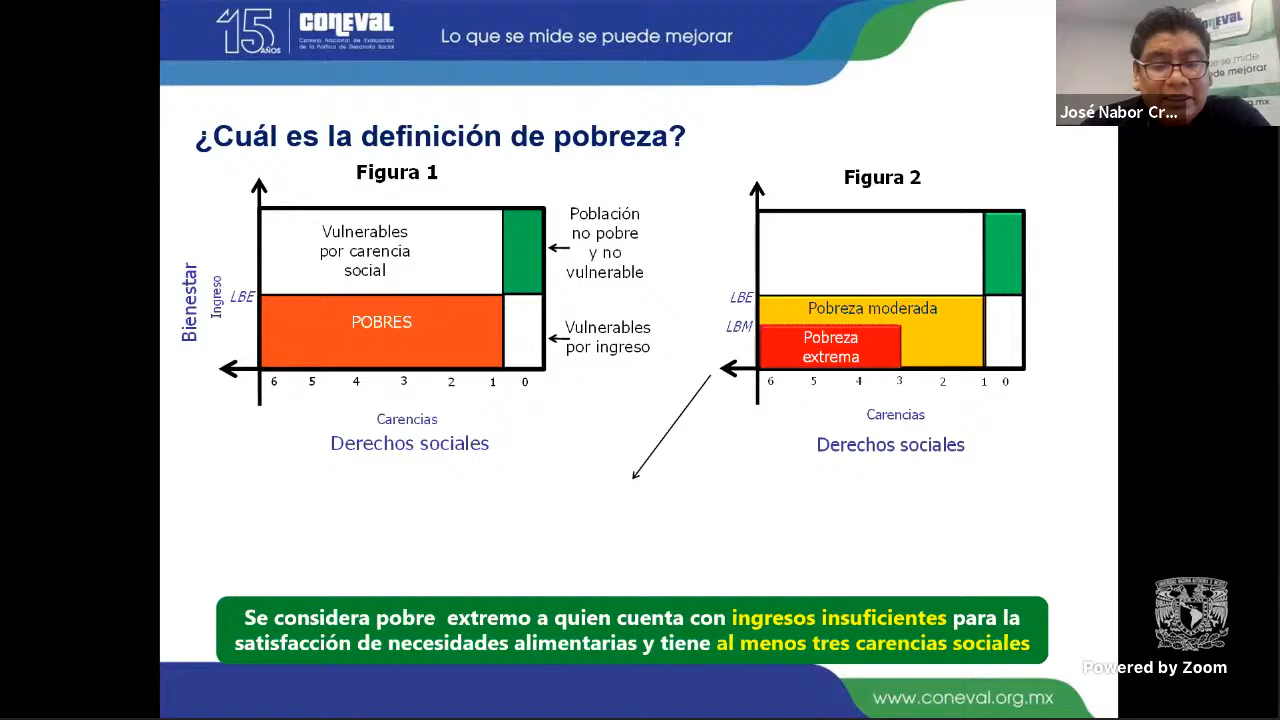 15 AÑOS
CONEVAL
Consejo Nacional de Evaluación
de la Política de Desarrollo Social
Lo que se mide se puede mejorar
José Nabor Cr...
¿Cuál es la definición de pobreza?
Figura 1
Vulnerables
por carencia
social
Población
no pobre
y no
vulnerable
Bienestar
Ingreso
LBE
POBRES
Vulnerables
por ingreso
6 5 4 3 2 1 0
Carencias
Derechos sociales
Figura 2
LBE
Pobreza moderada
LBM
Pobreza
extrema
6 5 4 3 2 1 0
Carencias
Derechos sociales
Se considera pobre extremo a quien cuenta con ingresos insuficientes para la
satisfacción de necesidades alimentarias y tiene al menos tres carencias sociales
Powered by Zoom
www.coneval.org.mx